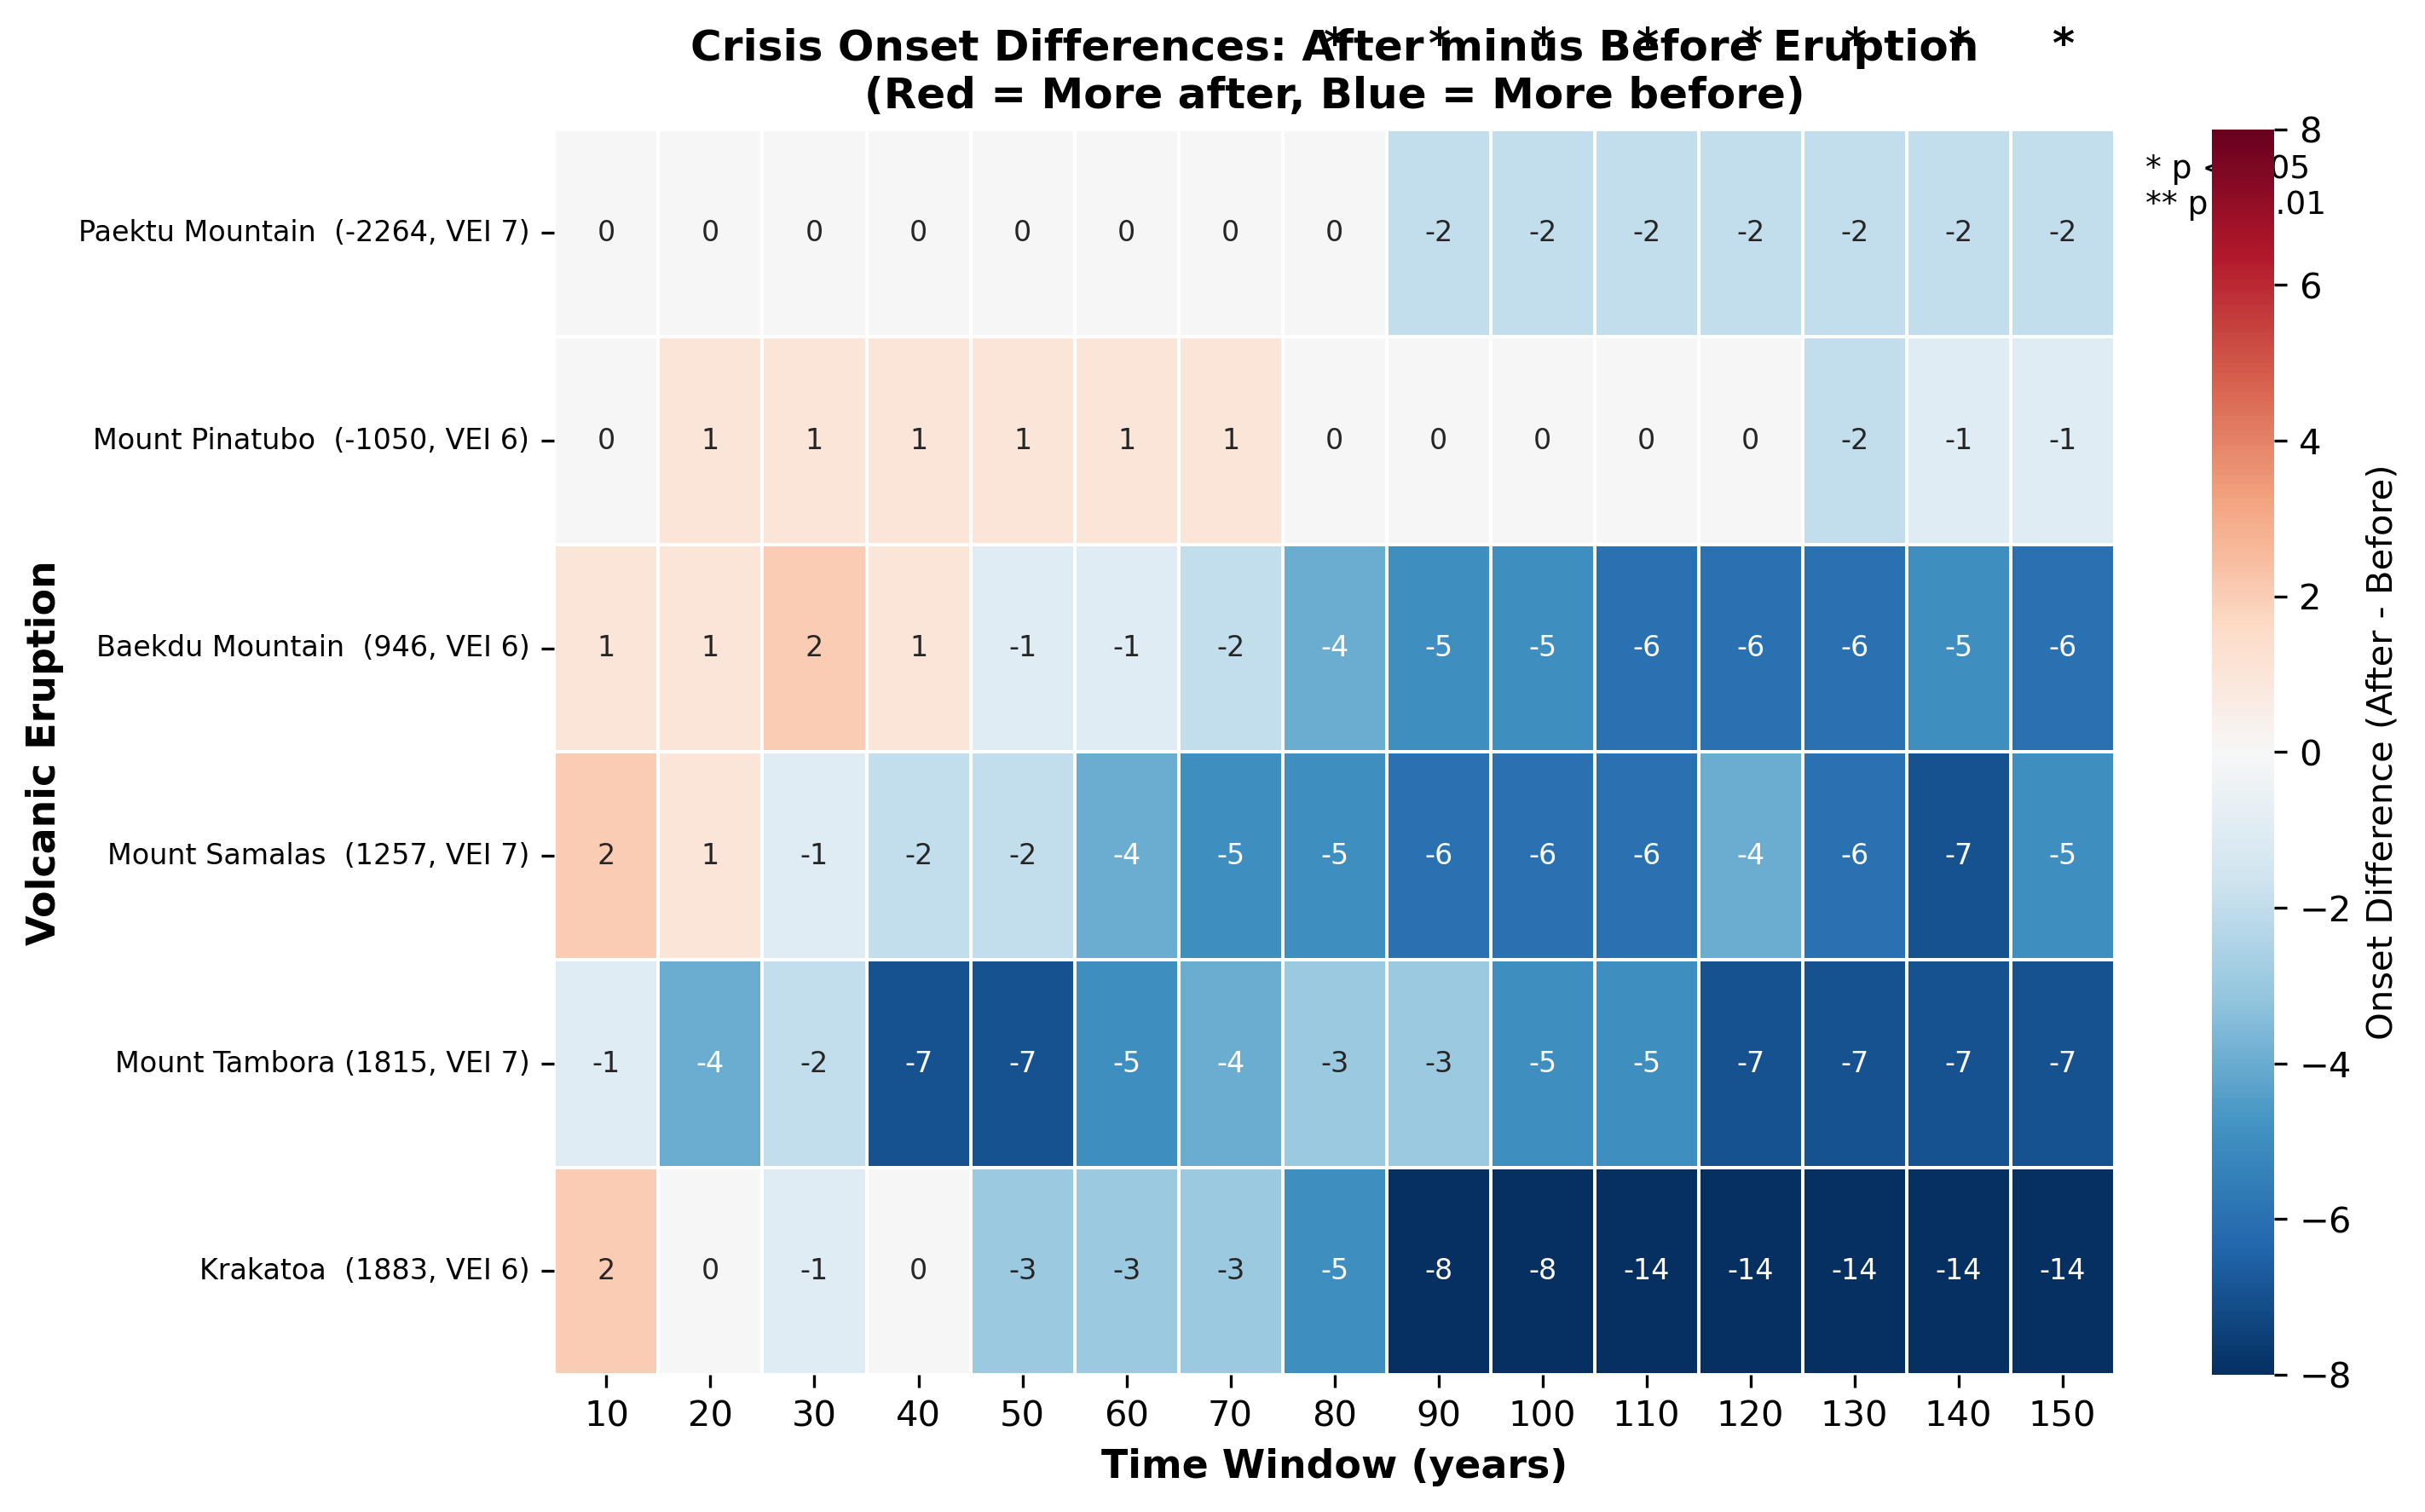 * * * * * * * *
Crisis Onset Differences: After minus Before Eruption
(Red = More after, Blue = More before)
* p < 05
** p .01
Volcanic Eruption
Paektu Mountain (-2264, VEI 7) 0 0 0 0 0 0 0 0 -2 -2 -2 -2 -2 -2 -2
Mount Pinatubo (-1050, VEI 6) 0 1 1 1 1 1 1 0 0 0 0 0 -2 -1 -1
Baekdu Mountain (946, VEI 6) 1 1 2 1 -1 -1 -2 -4 -5 -5 -6 -6 -6 -5 -6
Mount Samalas (1257, VEI 7) 2 1 -1 -2 -2 -4 -5 -5 -6 -6 -6 -4 -6 -7 -5
Mount Tambora (1815, VEI 7) -1 -4 -2 -7 -7 -5 -4 -3 -3 -5 -5 -7 -7 -7 -7
Krakatoa (1883, VEI 6) 2 0 -1 0 -3 -3 -3 -5 -8 -8 -14 -14 -14 -14 -14
10 20 30 40 50 60 70 80 90 100 110 120 130 140 150
Time Window (years)
8
6
4
2
0
−2
−4
−6
−8
Onset Difference (After - Before)